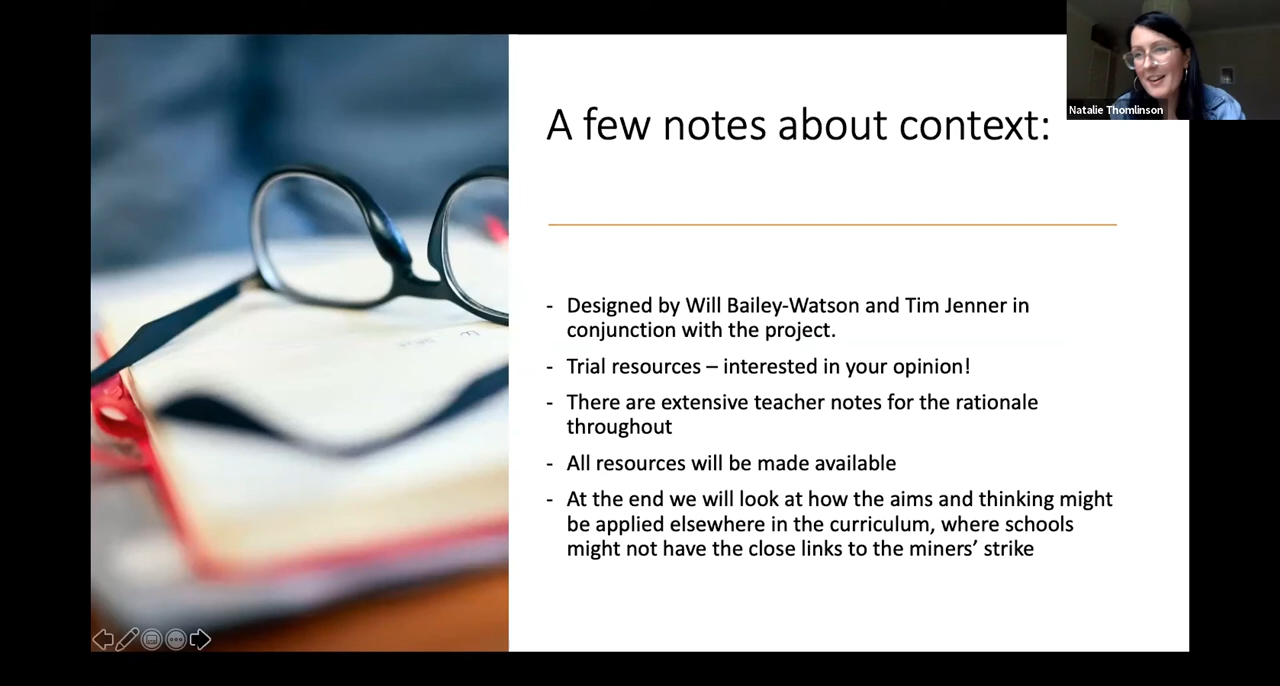 Natalie Thomlinson
A few notes about context:
- Designed by Will Bailey-Watson and Tim Jenner in
conjunction with the project.
- Trial resources – interested in your opinion!
- There are extensive teacher notes for the rationale
throughout
- All resources will be made available
- At the end we will look at how the aims and thinking might
be applied elsewhere in the curriculum, where schools
might not have the close links to the miners’ strike